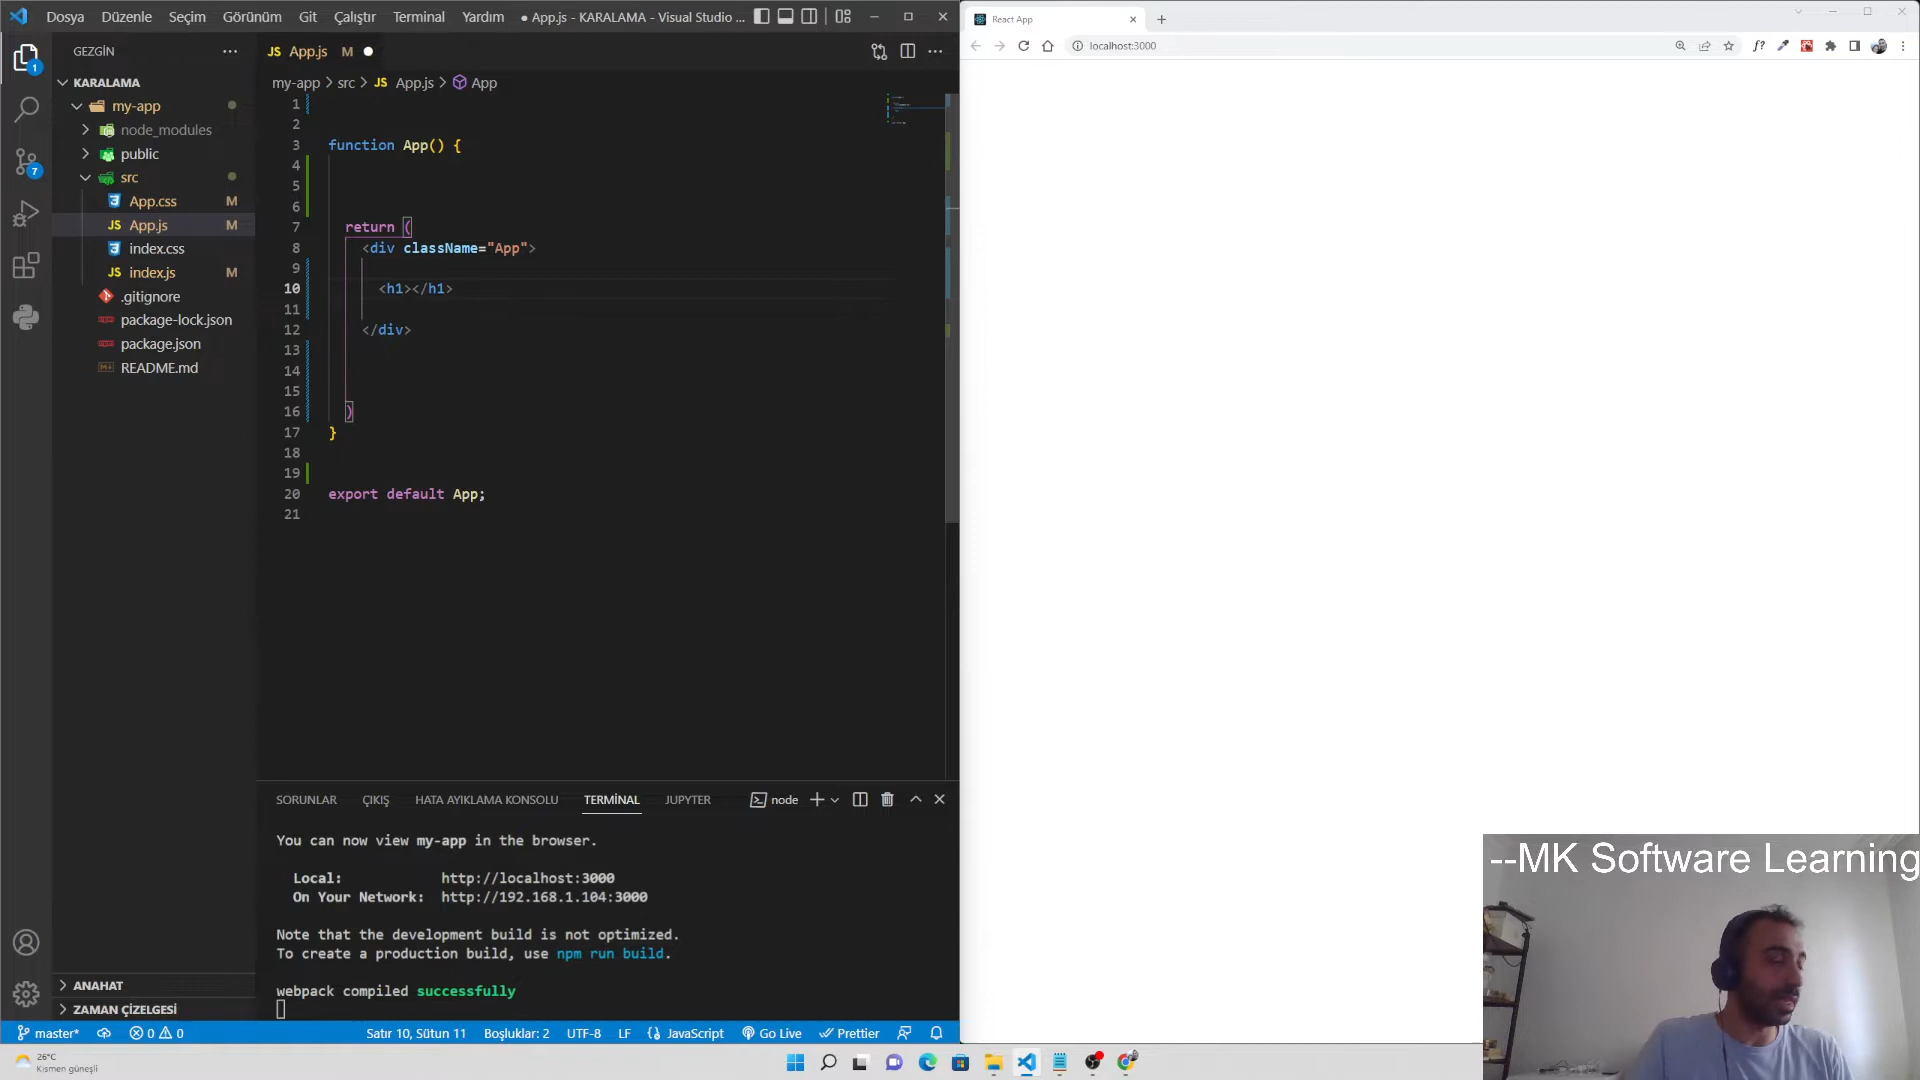 Dosya Düzenle Seçim Görünüm Git Çalıştır Terminal Yardım ● App.js - KARALAMA - Visual Studio ...
GEZGİN
KARALAMA
my-app
node_modules
public
src
App.css M
App.js M
index.css
index.js M
.gitignore
package-lock.json
package.json
README.md
ANAHAT
ZAMAN ÇİZELGESİ
1
7
JS App.js M
my-app > src > JS App.js > App
1
2
3 function App() {
4
5
6
7 return (
8 <div className="App">
9
10 <h1></h1>
11
12 </div>
13
14
15
16 )
17 }
18
19
20 export default App;
21
SORUNLAR ÇIKIŞ HATA AYIKLAMA KONSOLU TERMİNAL JUPYTER node
You can now view my-app in the browser.
Local: http://localhost:3000
On Your Network: http://192.168.1.104:3000
Note that the development build is not optimized.
To create a production build, use npm run build.
webpack compiled successfully
master* 0 0 Satır 10, Sütun 11 Boşluklar: 2 UTF-8 LF JavaScript Go Live Prettier
React App
localhost:3000
f?
--MK Software Learning
26°C
Kısmen güneşli